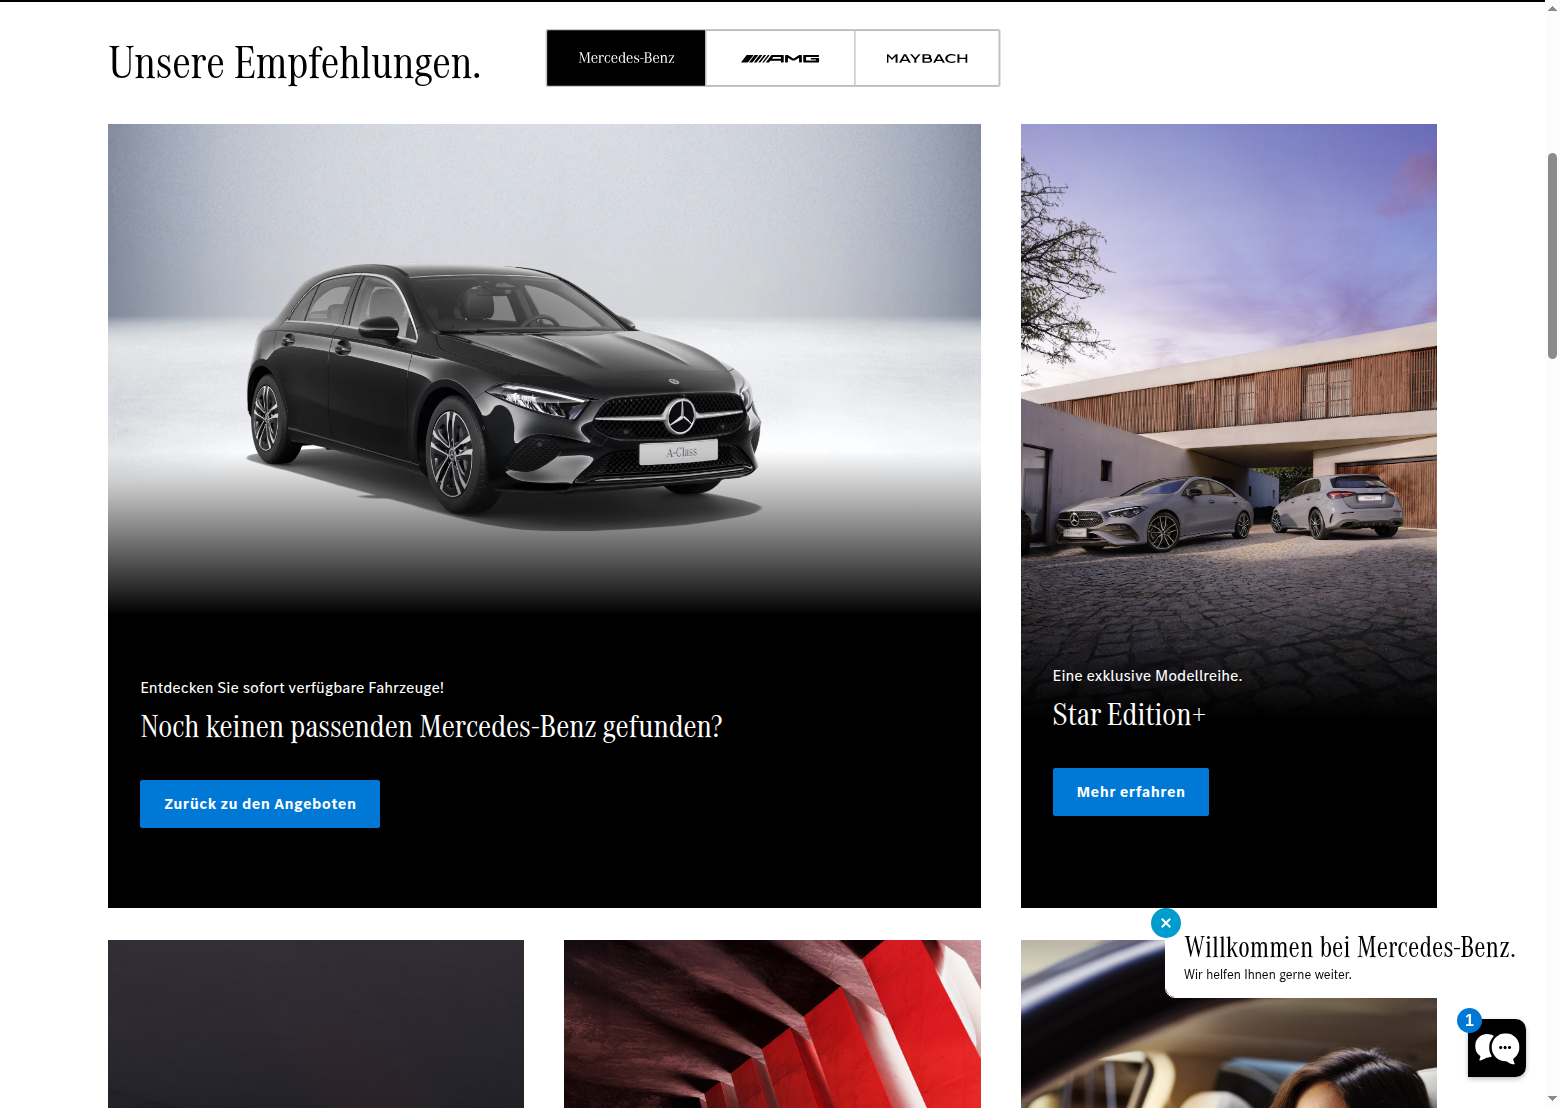 Unsere Empfehlungen.
Mercedes-Benz
AMG
MAYBACH
A-Class
Entdecken Sie sofort verfügbare Fahrzeuge!
Noch keinen passenden Mercedes-Benz gefunden?
Zurück zu den Angeboten
Eine exklusive Modellreihe.
Star Edition+
Mehr erfahren
Willkommen bei Mercedes-Benz.
Wir helfen Ihnen gerne weiter.
1